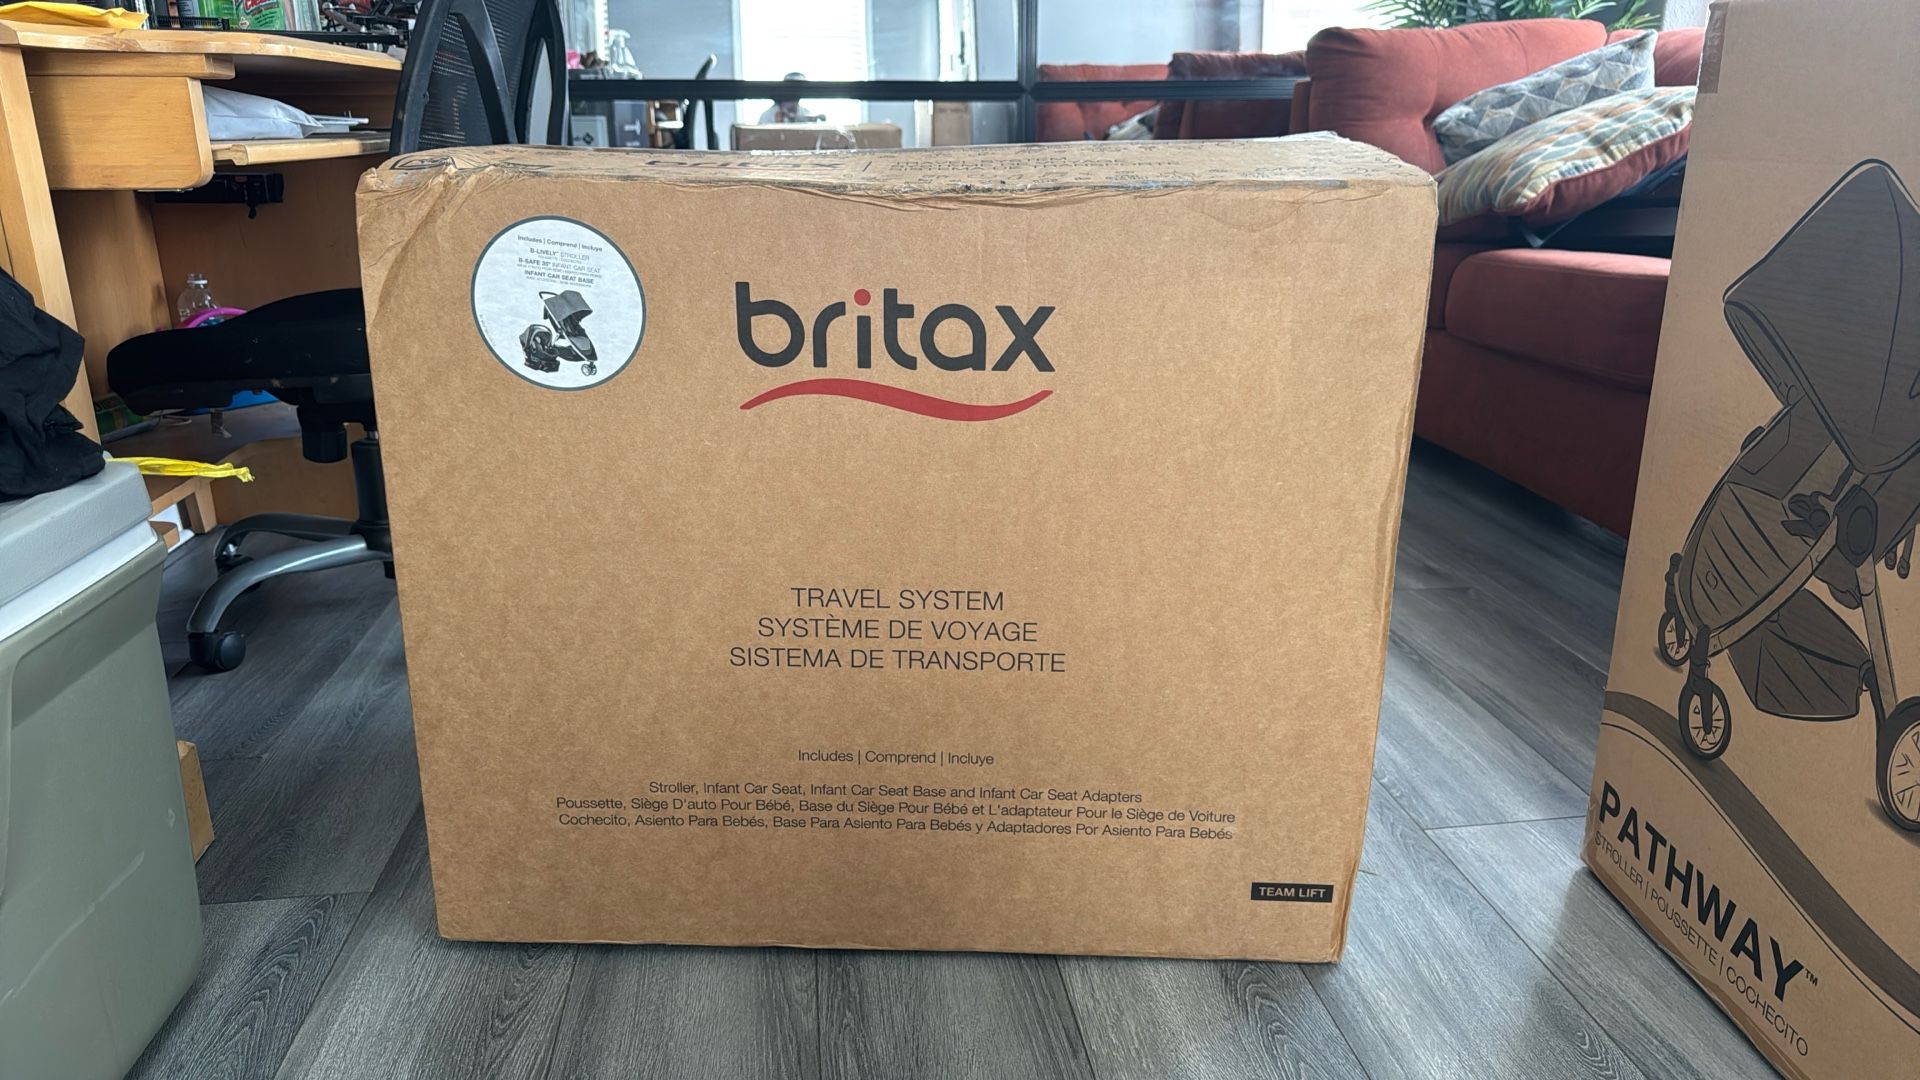 Includes | Comprend | Incluye
B-LIVELY™ STROLLER
B-SAFE 35® INFANT CAR SEAT
INFANT CAR SEAT BASE
britax
TRAVEL SYSTEM
SYSTÈME DE VOYAGE
SISTEMA DE TRANSPORTE
Includes | Comprend | Incluye
Stroller, Infant Car Seat, Infant Car Seat Base and Infant Car Seat Adapters
Poussette, Siège D'auto Pour Bébé, Base du Siège Pour Bébé et L'adaptateur Pour le Siège de Voiture
Cochecito, Asiento Para Bebés, Base Para Asiento Para Bebés y Adaptadores Por Asiento Para Bebés
TEAM LIFT
PATHWAY™
STROLLER | POUSSETTE | COCHECITO